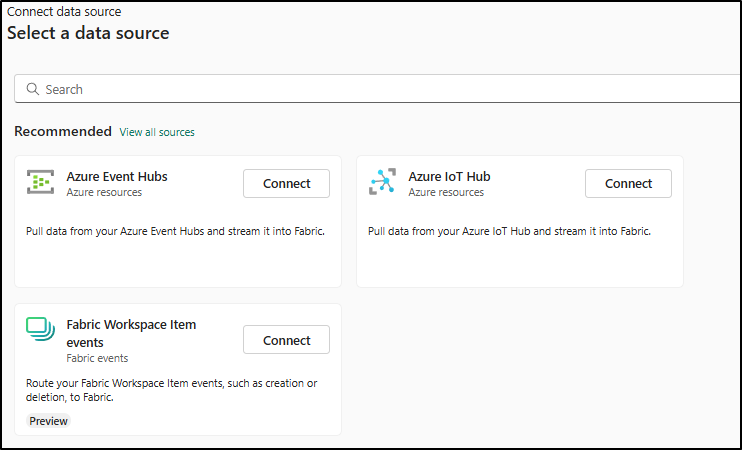 Connect data source
Select a data source
Search
Recommended View all sources
Azure Event Hubs
Azure resources
Connect
Pull data from your Azure Event Hubs and stream it into Fabric.
Azure IoT Hub
Azure resources
Connect
Pull data from your Azure IoT Hub and stream it into Fabric.
Fabric Workspace Item
events
Fabric events
Connect
Route your Fabric Workspace Item events, such as creation or
deletion, to Fabric.
Preview